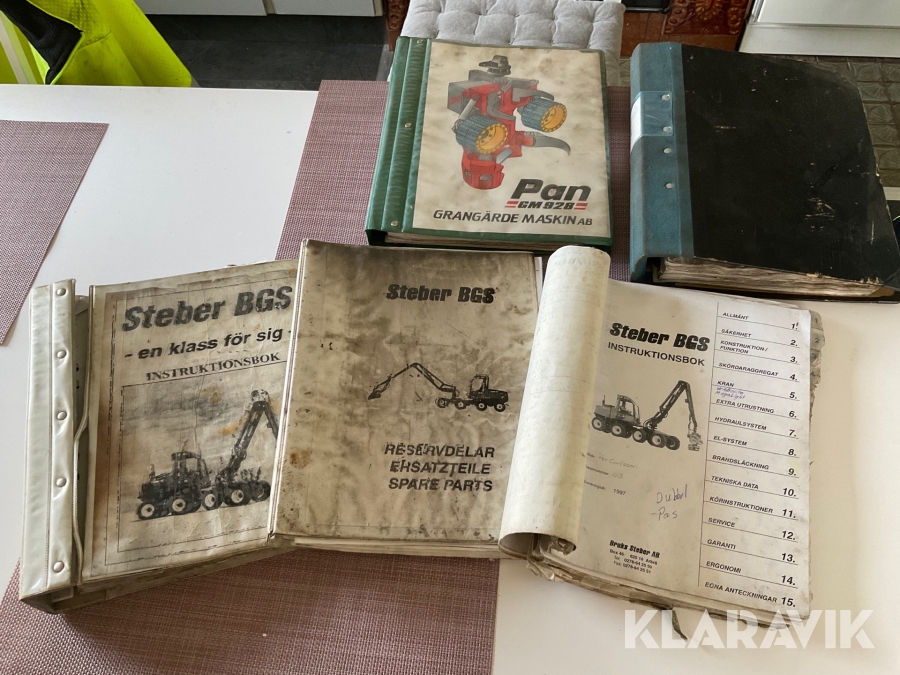 Pan
GM 928
GRANGÄRDE MASKIN AB
Steber BGS
- en klass för sig -
INSTRUKTIONSBOK
Steber BGS
RESERVDELAR
ERSATZTEILE
SPARE PARTS
Steber BGS
INSTRUKTIONSBOK
1997
Dubbel
-Pas
Bruks Steber AB
ALLMÄNT 1.
SÄKERHET 2.
KONSTRUKTION /
FUNKTION 3.
SKÖRDARAGGREGAT 4.
KRAN 5.
EXTRA UTRUSTNING 6.
HYDRAULSYSTEM 7.
EL-SYSTEM 8.
BRANDSLÄCKNING 9.
TEKNISKA DATA 10.
KÖRINSTRUKTIONER 11.
SERVICE 12.
GARANTI 13.
ERGONOMI 14.
EGNA ANTECKNINGAR 15.
KLARAVIK